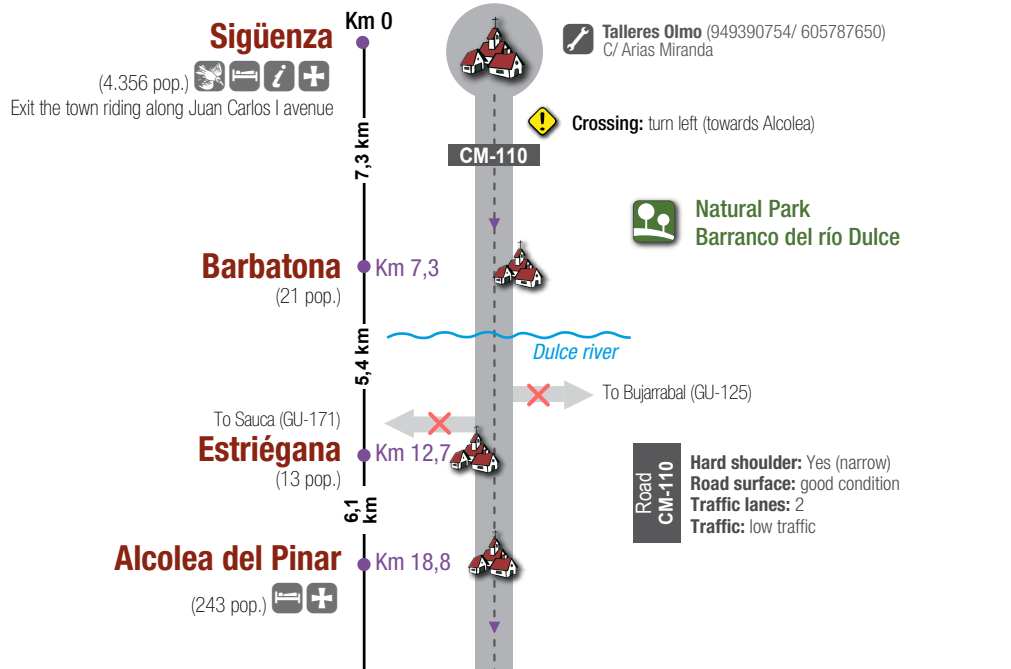 Km 0
Sigüenza
(4.356 pop.)
i
Exit the town riding along Juan Carlos I avenue
Talleres Olmo (949390754/ 605787650)
C/ Arias Miranda
Crossing: turn left (towards Alcolea)
7,3 km
CM-110
Natural Park
Barranco del río Dulce
Barbatona
Km 7,3
(21 pop.)
5,4 km
Dulce river
To Bujarrabal (GU-125)
To Sauca (GU-171)
Estriégana
Km 12,7
(13 pop.)
Road
CM-110
Hard shoulder: Yes (narrow)
Road surface: good condition
Traffic lanes: 2
Traffic: low traffic
6,1
km
Alcolea del Pinar
Km 18,8
(243 pop.)